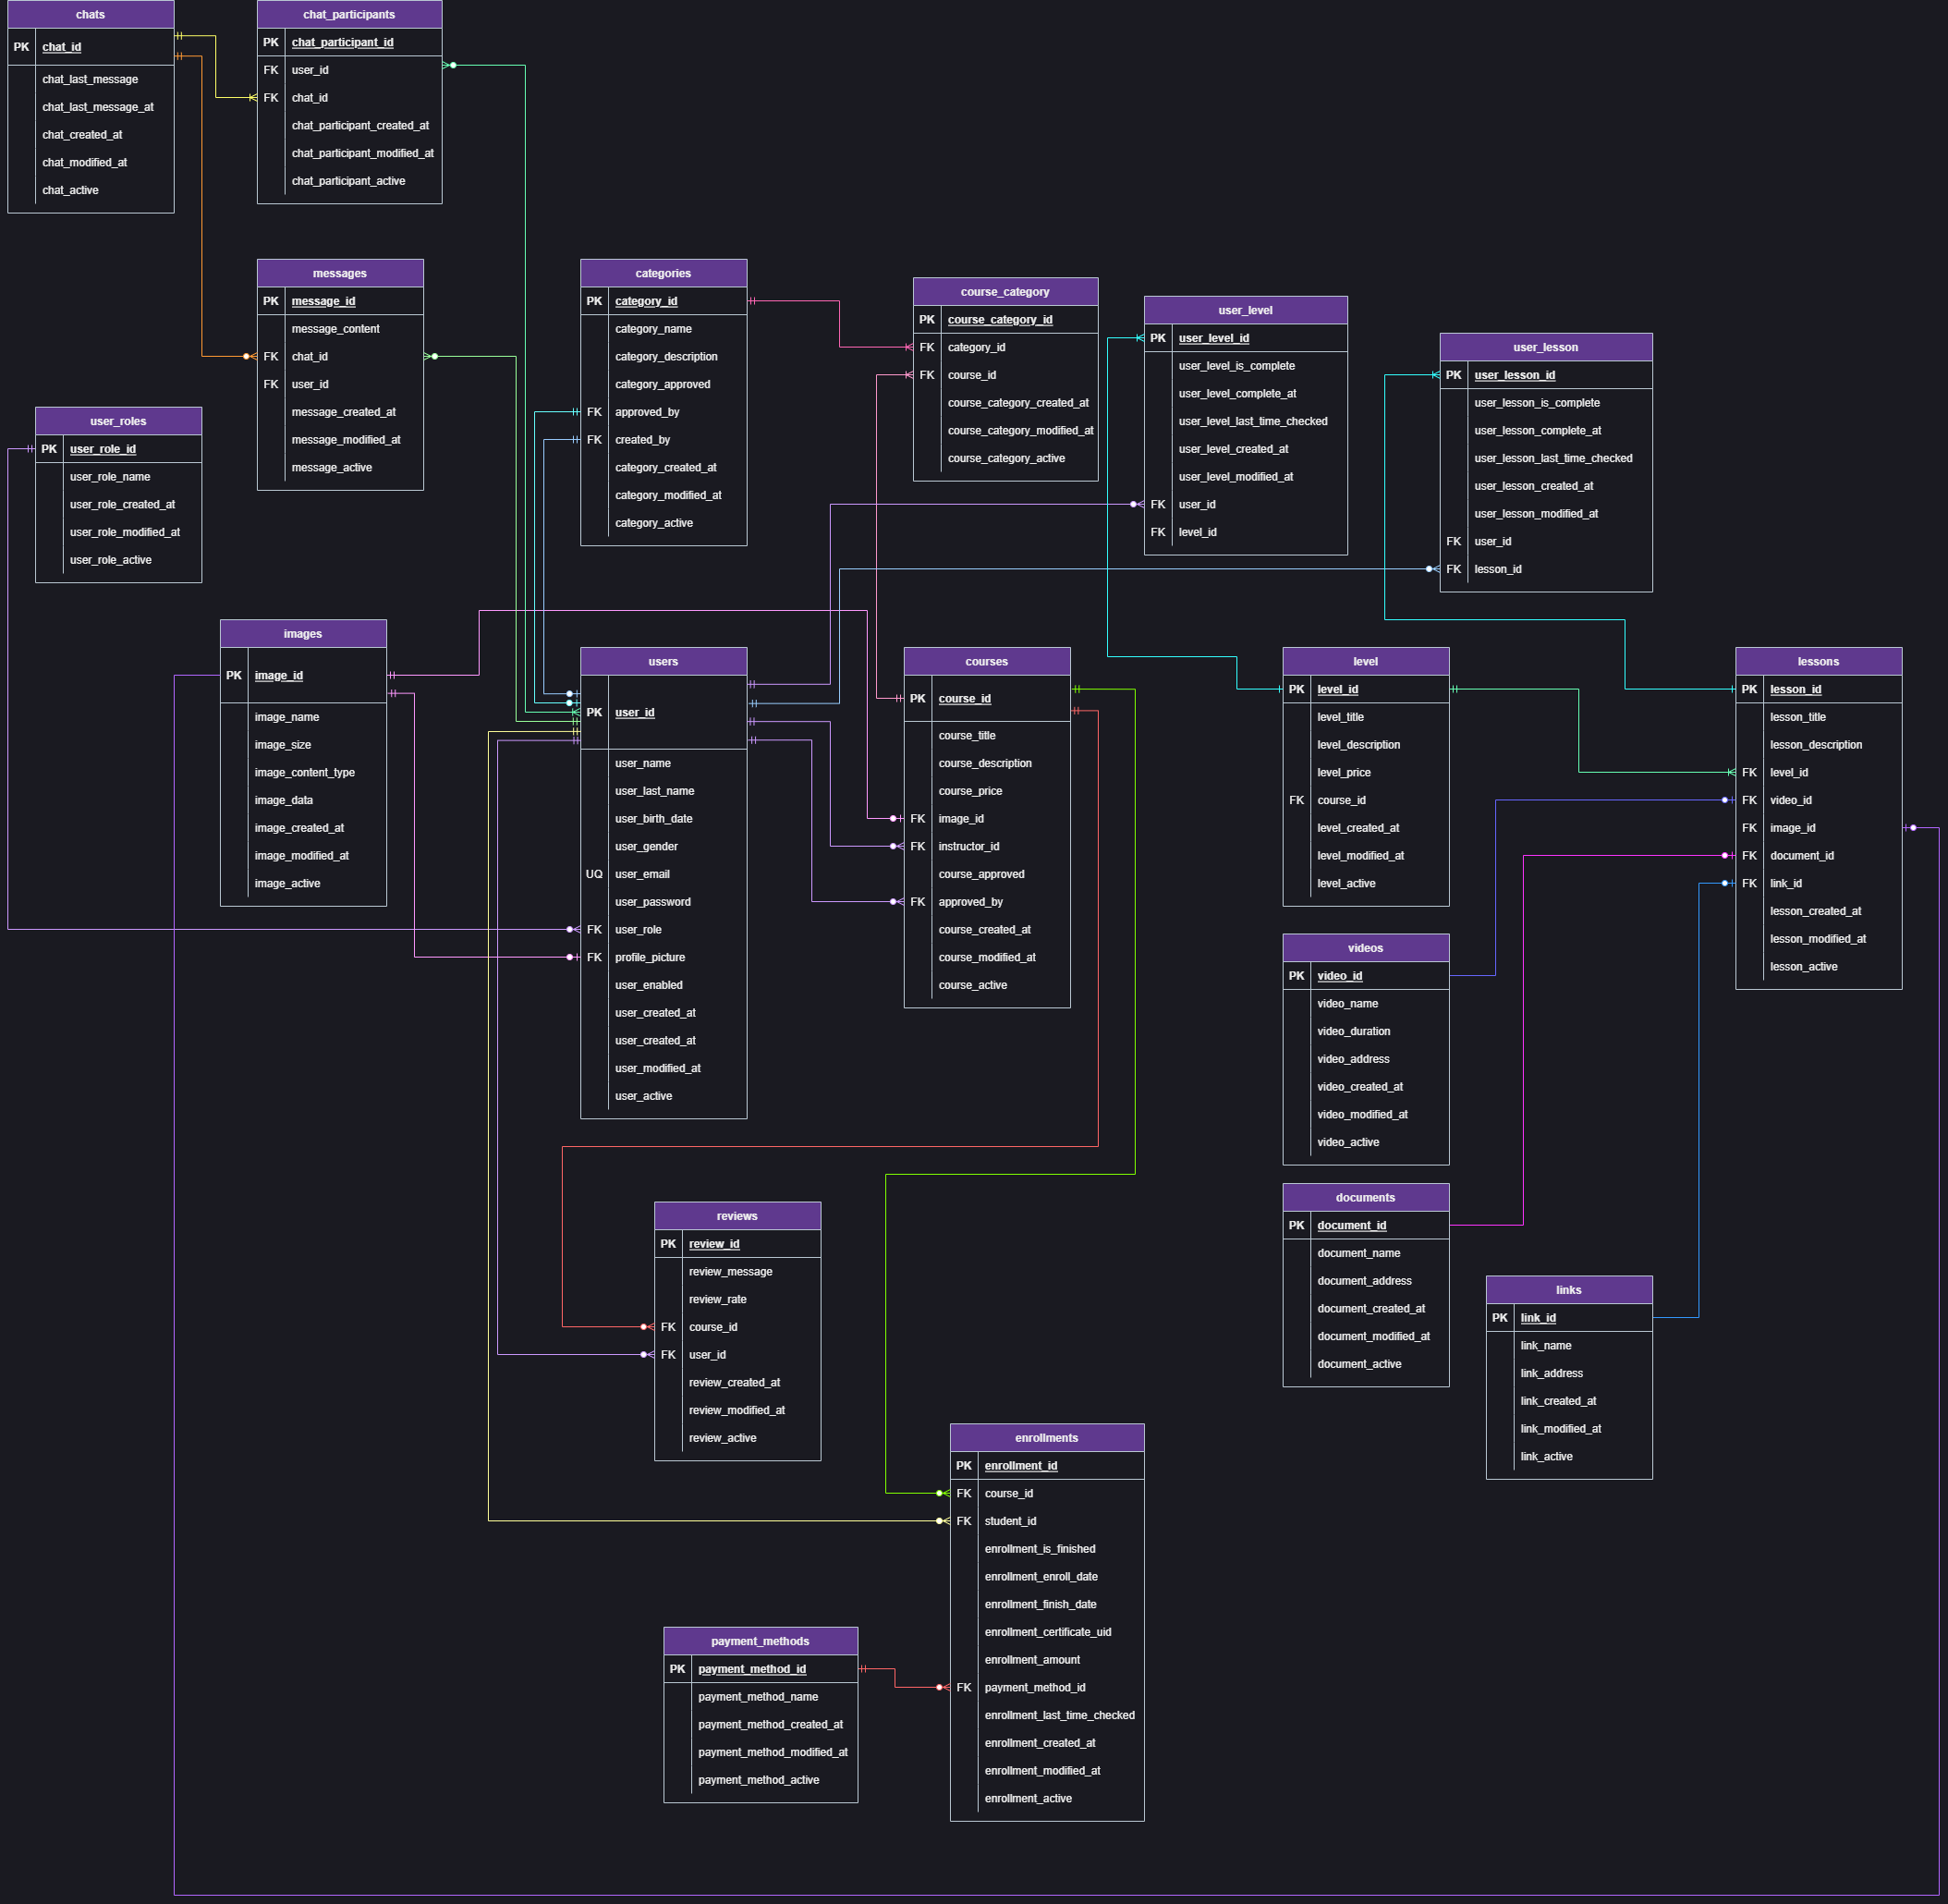 chats
PK chat_id
chat_last_message
chat_last_message_at
chat_created_at
chat_modified_at
chat_active
chat_participants
PK chat_participant_id
FK user_id
FK chat_id
chat_participant_created_at
chat_participant_modified_at
chat_participant_active
messages
PK message_id
message_content
FK chat_id
FK user_id
message_created_at
message_modified_at
message_active
categories
PK category_id
category_name
category_description
category_approved
FK approved_by
FK created_by
category_created_at
category_modified_at
category_active
course_category
PK course_category_id
FK category_id
FK course_id
course_category_created_at
course_category_modified_at
course_category_active
user_level
PK user_level_id
user_level_is_complete
user_level_complete_at
user_level_last_time_checked
user_level_created_at
user_level_modified_at
FK user_id
FK level_id
user_lesson
PK user_lesson_id
user_lesson_is_complete
user_lesson_complete_at
user_lesson_last_time_checked
user_lesson_created_at
user_lesson_modified_at
FK user_id
FK lesson_id
user_roles
PK user_role_id
user_role_name
user_role_created_at
user_role_modified_at
user_role_active
images
PK image_id
image_name
image_size
image_content_type
image_data
image_created_at
image_modified_at
image_active
users
PK user_id
user_name
user_last_name
user_birth_date
user_gender
UQ user_email
user_password
FK user_role
FK profile_picture
user_enabled
user_created_at
user_created_at
user_modified_at
user_active
courses
PK course_id
course_title
course_description
course_price
FK image_id
FK instructor_id
course_approved
FK approved_by
course_created_at
course_modified_at
course_active
level
PK level_id
level_title
level_description
level_price
FK course_id
level_created_at
level_modified_at
level_active
lessons
PK lesson_id
lesson_title
lesson_description
FK level_id
FK video_id
FK image_id
FK document_id
FK link_id
lesson_created_at
lesson_modified_at
lesson_active
videos
PK video_id
video_name
video_duration
video_address
video_created_at
video_modified_at
video_active
documents
PK document_id
document_name
document_address
document_created_at
document_modified_at
document_active
links
PK link_id
link_name
link_address
link_created_at
link_modified_at
link_active
reviews
PK review_id
review_message
review_rate
FK course_id
FK user_id
review_created_at
review_modified_at
review_active
enrollments
PK enrollment_id
FK course_id
FK student_id
enrollment_is_finished
enrollment_enroll_date
enrollment_finish_date
enrollment_certificate_uid
enrollment_amount
FK payment_method_id
enrollment_last_time_checked
enrollment_created_at
enrollment_modified_at
enrollment_active
payment_methods
PK payment_method_id
payment_method_name
payment_method_created_at
payment_method_modified_at
payment_method_active